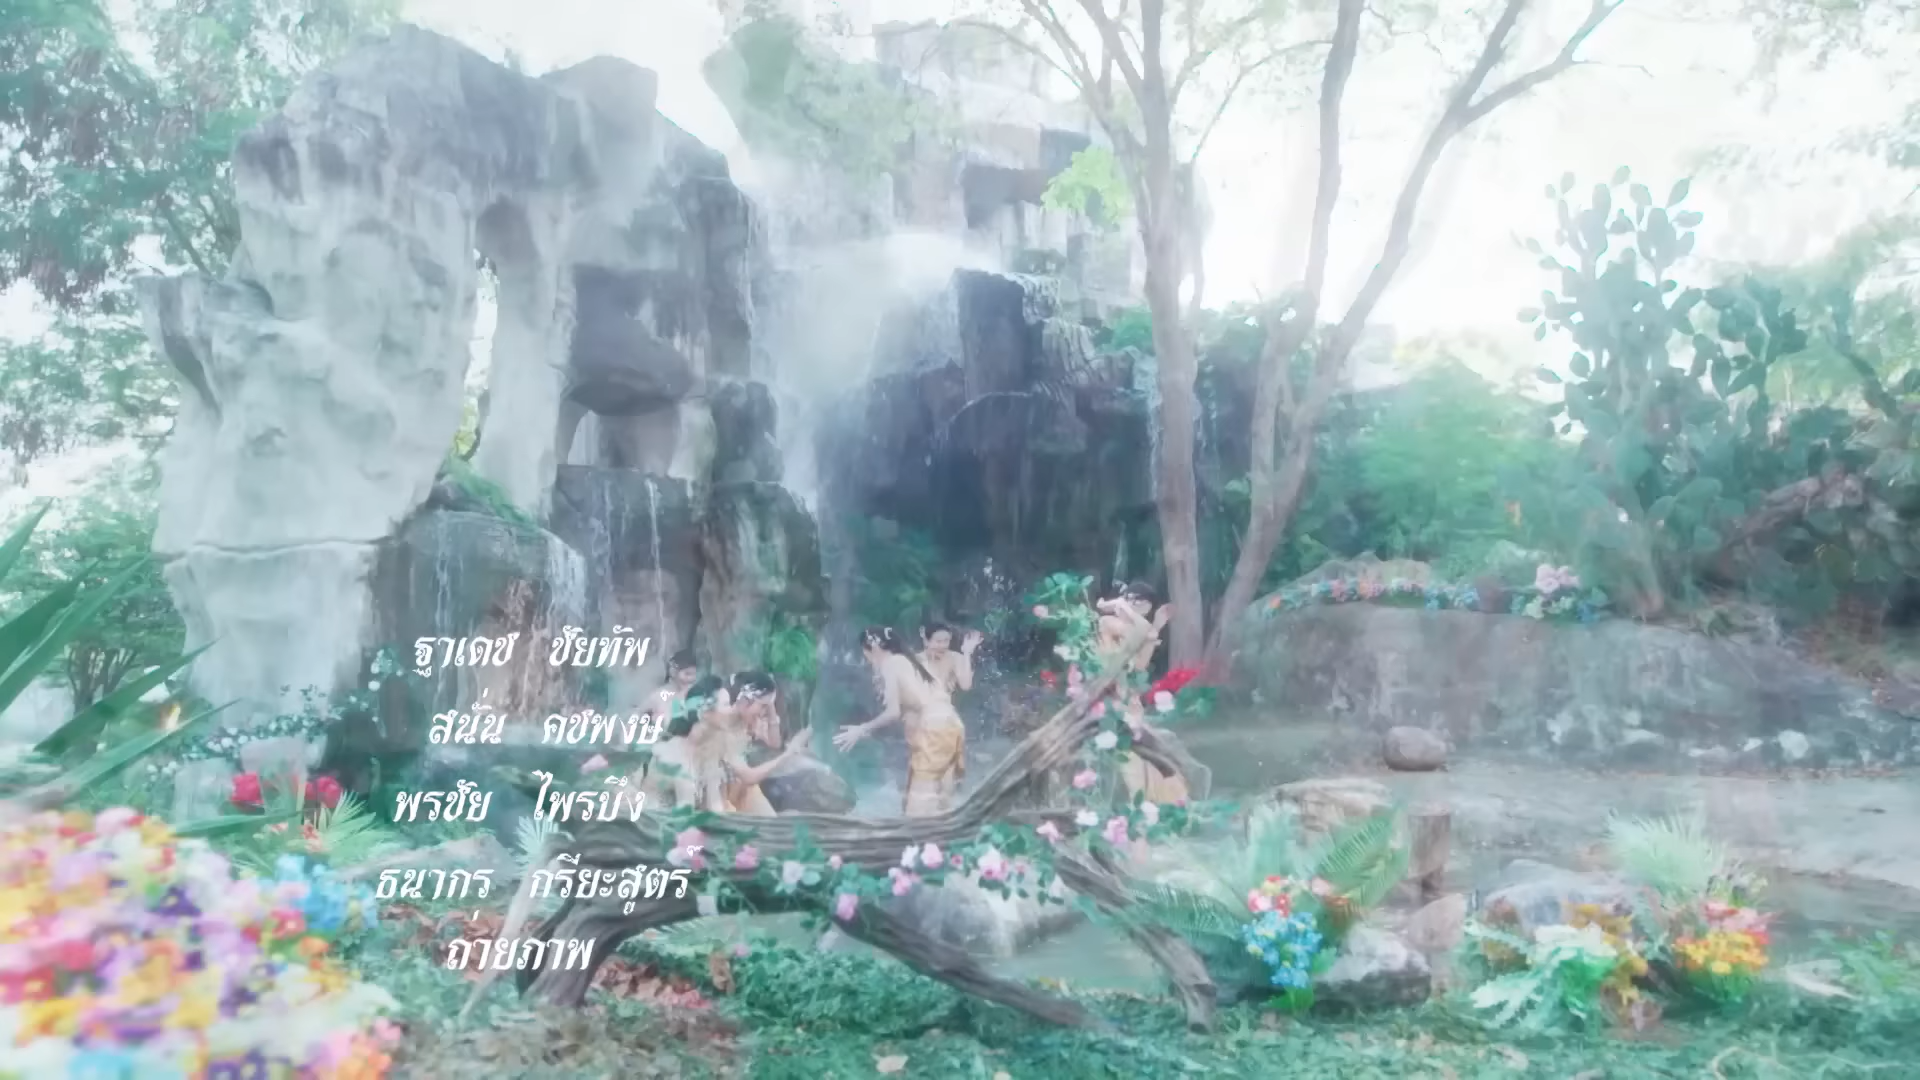 ฐาเดช ชัยทัพ
สนั่น คชพงษ์
พรชัย ไพรบึง
ธนากร กรียะสูตร์
ถ่ายภาพ